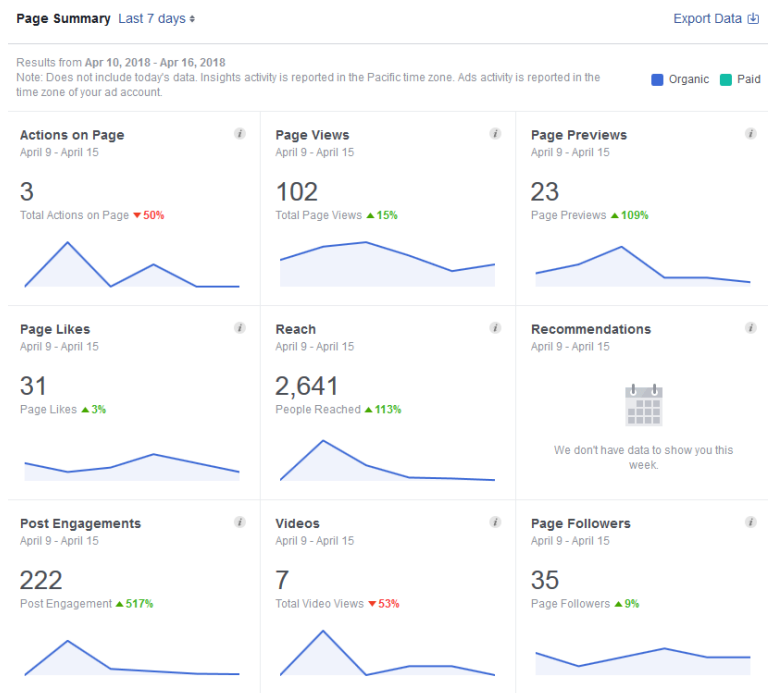 Page Summary Last 7 days
Export Data
Results from Apr 10, 2018 - Apr 16, 2018
Note: Does not include today's data. Insights activity is reported in the Pacific time zone. Ads activity is reported in the
time zone of your ad account.
Organic Paid
Actions on Page
April 9 - April 15
3
Total Actions on Page 50%
Page Views
April 9 - April 15
102
Total Page Views 15%
Page Previews
April 9 - April 15
23
Page Previews 109%
Page Likes
April 9 - April 15
31
Page Likes 3%
Reach
April 9 - April 15
2,641
People Reached 113%
Recommendations
April 9 - April 15
We don't have data to show you this
week.
Post Engagements
April 9 - April 15
222
Post Engagement 517%
Videos
April 9 - April 15
7
Total Video Views 53%
Page Followers
April 9 - April 15
35
Page Followers 9%